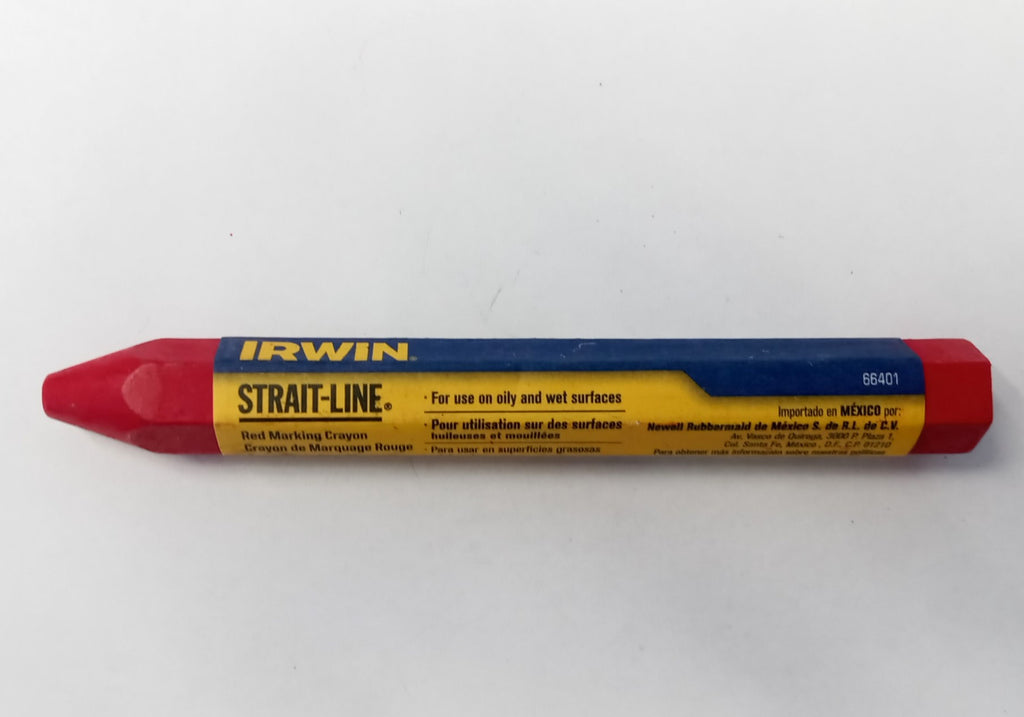 IRWIN®
66401
STRAIT-LINE®
Red Marking Crayon
Crayon de Marquage Rouge
· For use on oily and wet surfaces
· Pour utilisation sur des surfaces
huileuses et mouillées
· Para usar en superficies grasosas
Importado en MÉXICO por:
Newell Rubbermaid de México S. de R.L. de C.V.
Av. Vasco de Quiroga, 3000 P. Plaza 1,
Col. Santa Fe, México, D.F., C.P. 01210
Para obtener más información sobre nuestras políticas